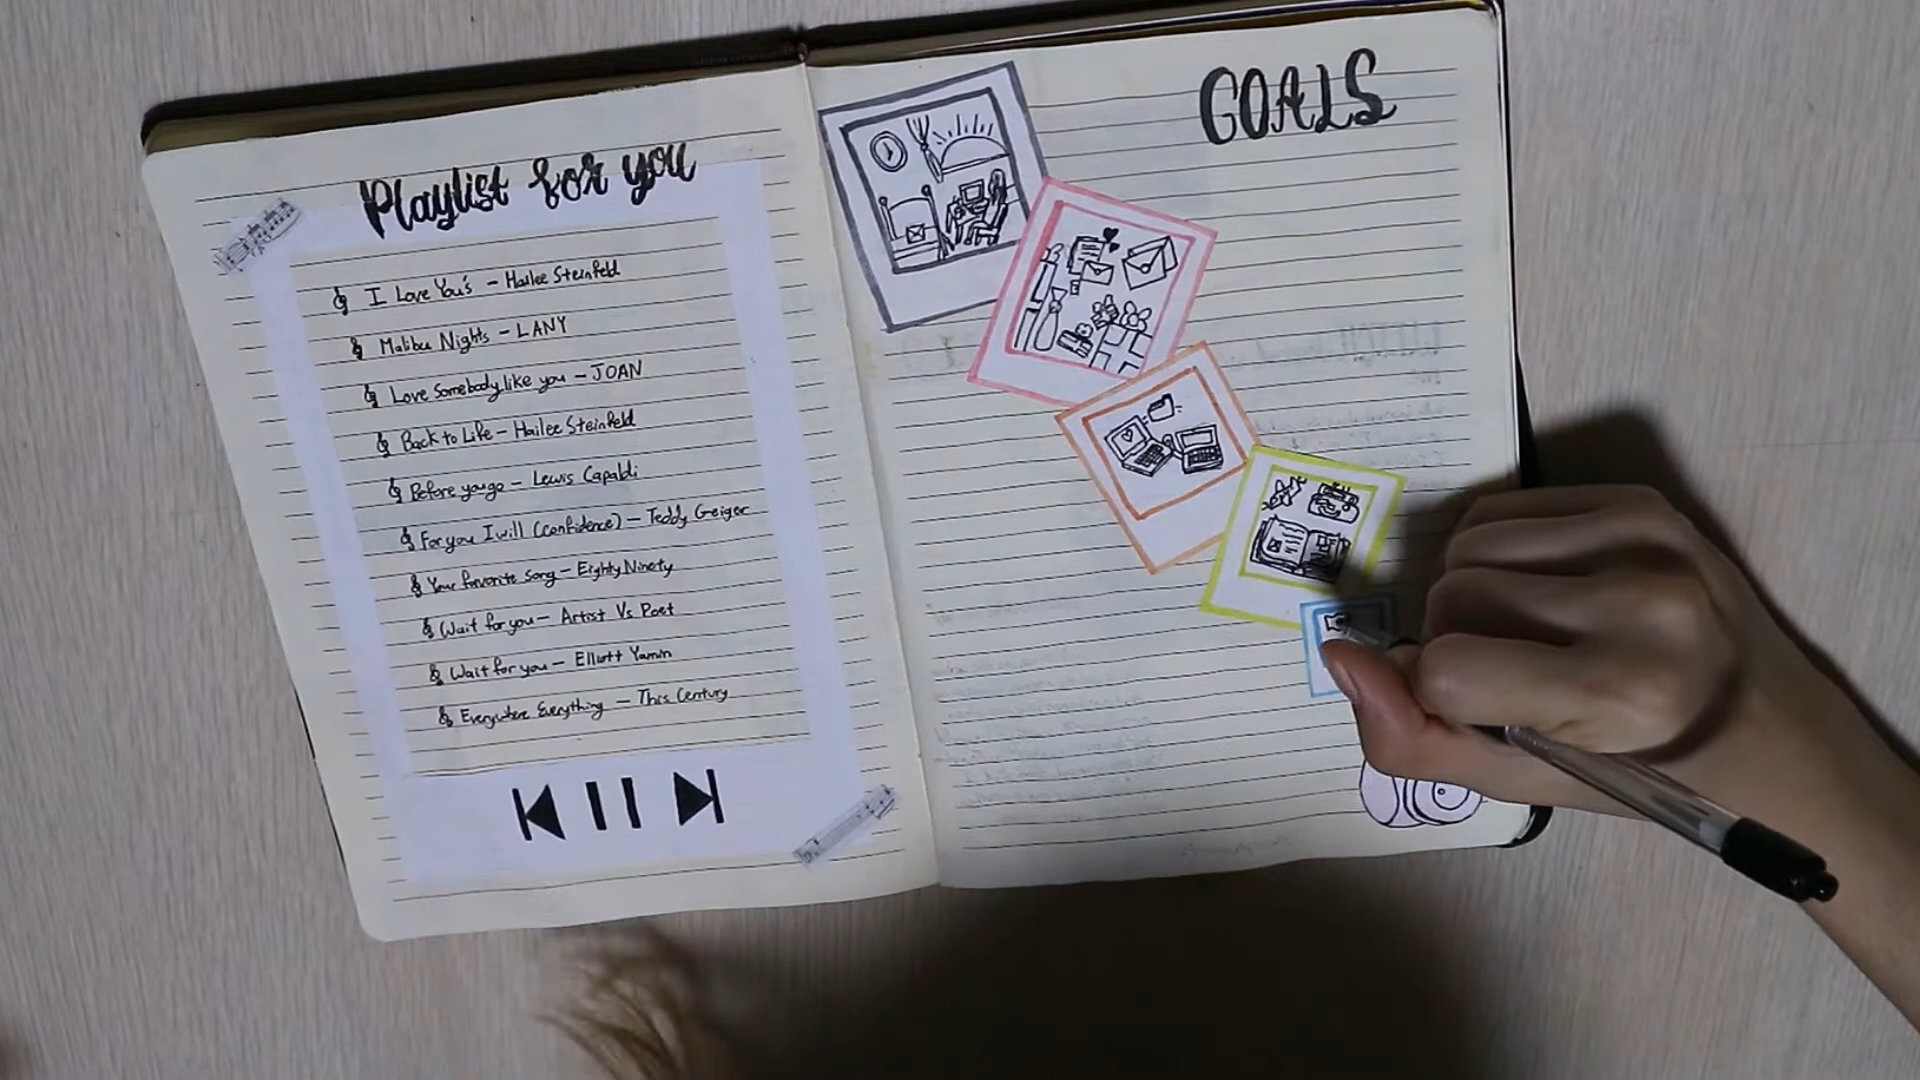 Playlist for you
I Love You's - Hailee Steinfeld
Malibu Nights - LANY
Love Somebody like you - JOAN
Back to Life - Hailee Steinfeld
Before you go - Lewis Capaldi
For you I will (confidence) - Teddy Geiger
Your favorite song - Eighty Ninety
Wait for you - Artist Vs Poet
Wait for you - Elliott Yamin
Everywhere Everything - This Century
GOALS